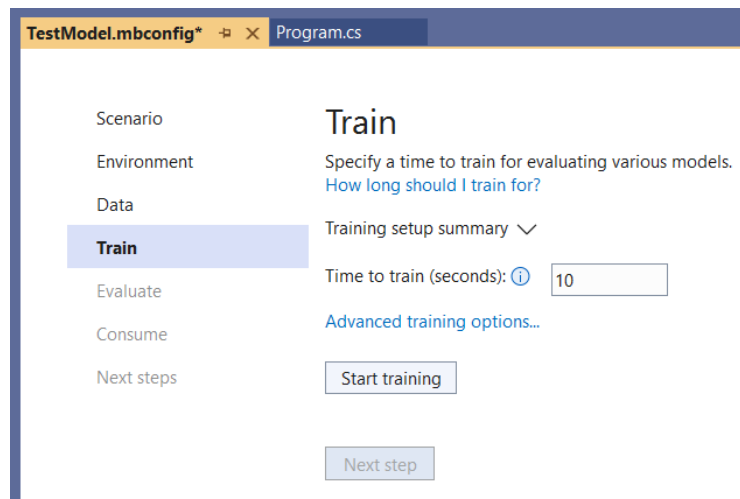 TestModel.mbconfig*
Program.cs
Scenario
Environment
Data
Train
Evaluate
Consume
Next steps
Train
Specify a time to train for evaluating various models.
How long should I train for?
Training setup summary
Time to train (seconds): 10
Advanced training options...
Start training
Next step